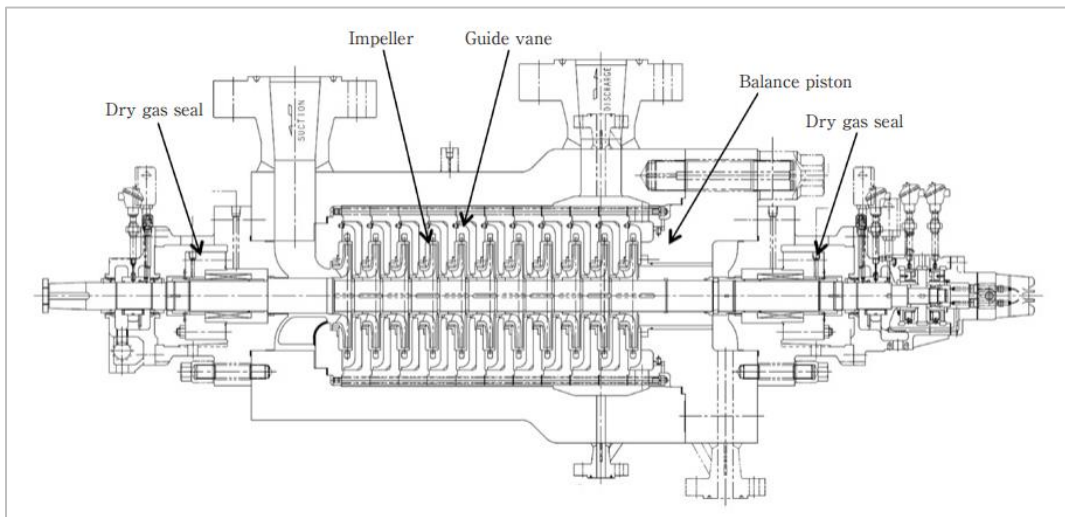 Impeller
Guide vane
Balance piston
Dry gas seal
Dry gas seal
SUCTION
DISCHARGE